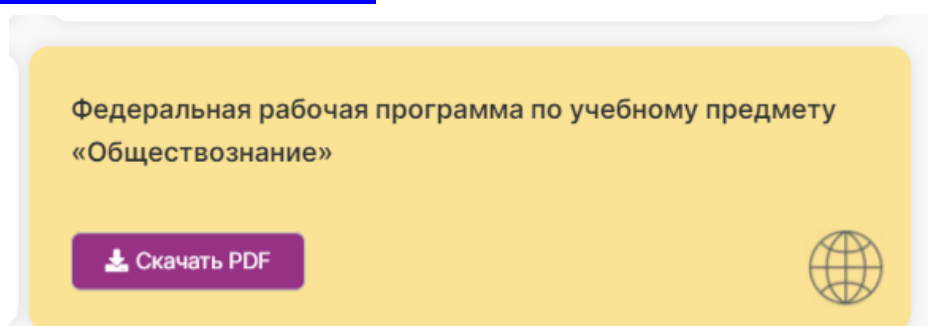 Федеральная рабочая программа по учебному предмету
«Обществознание»
Скачать PDF